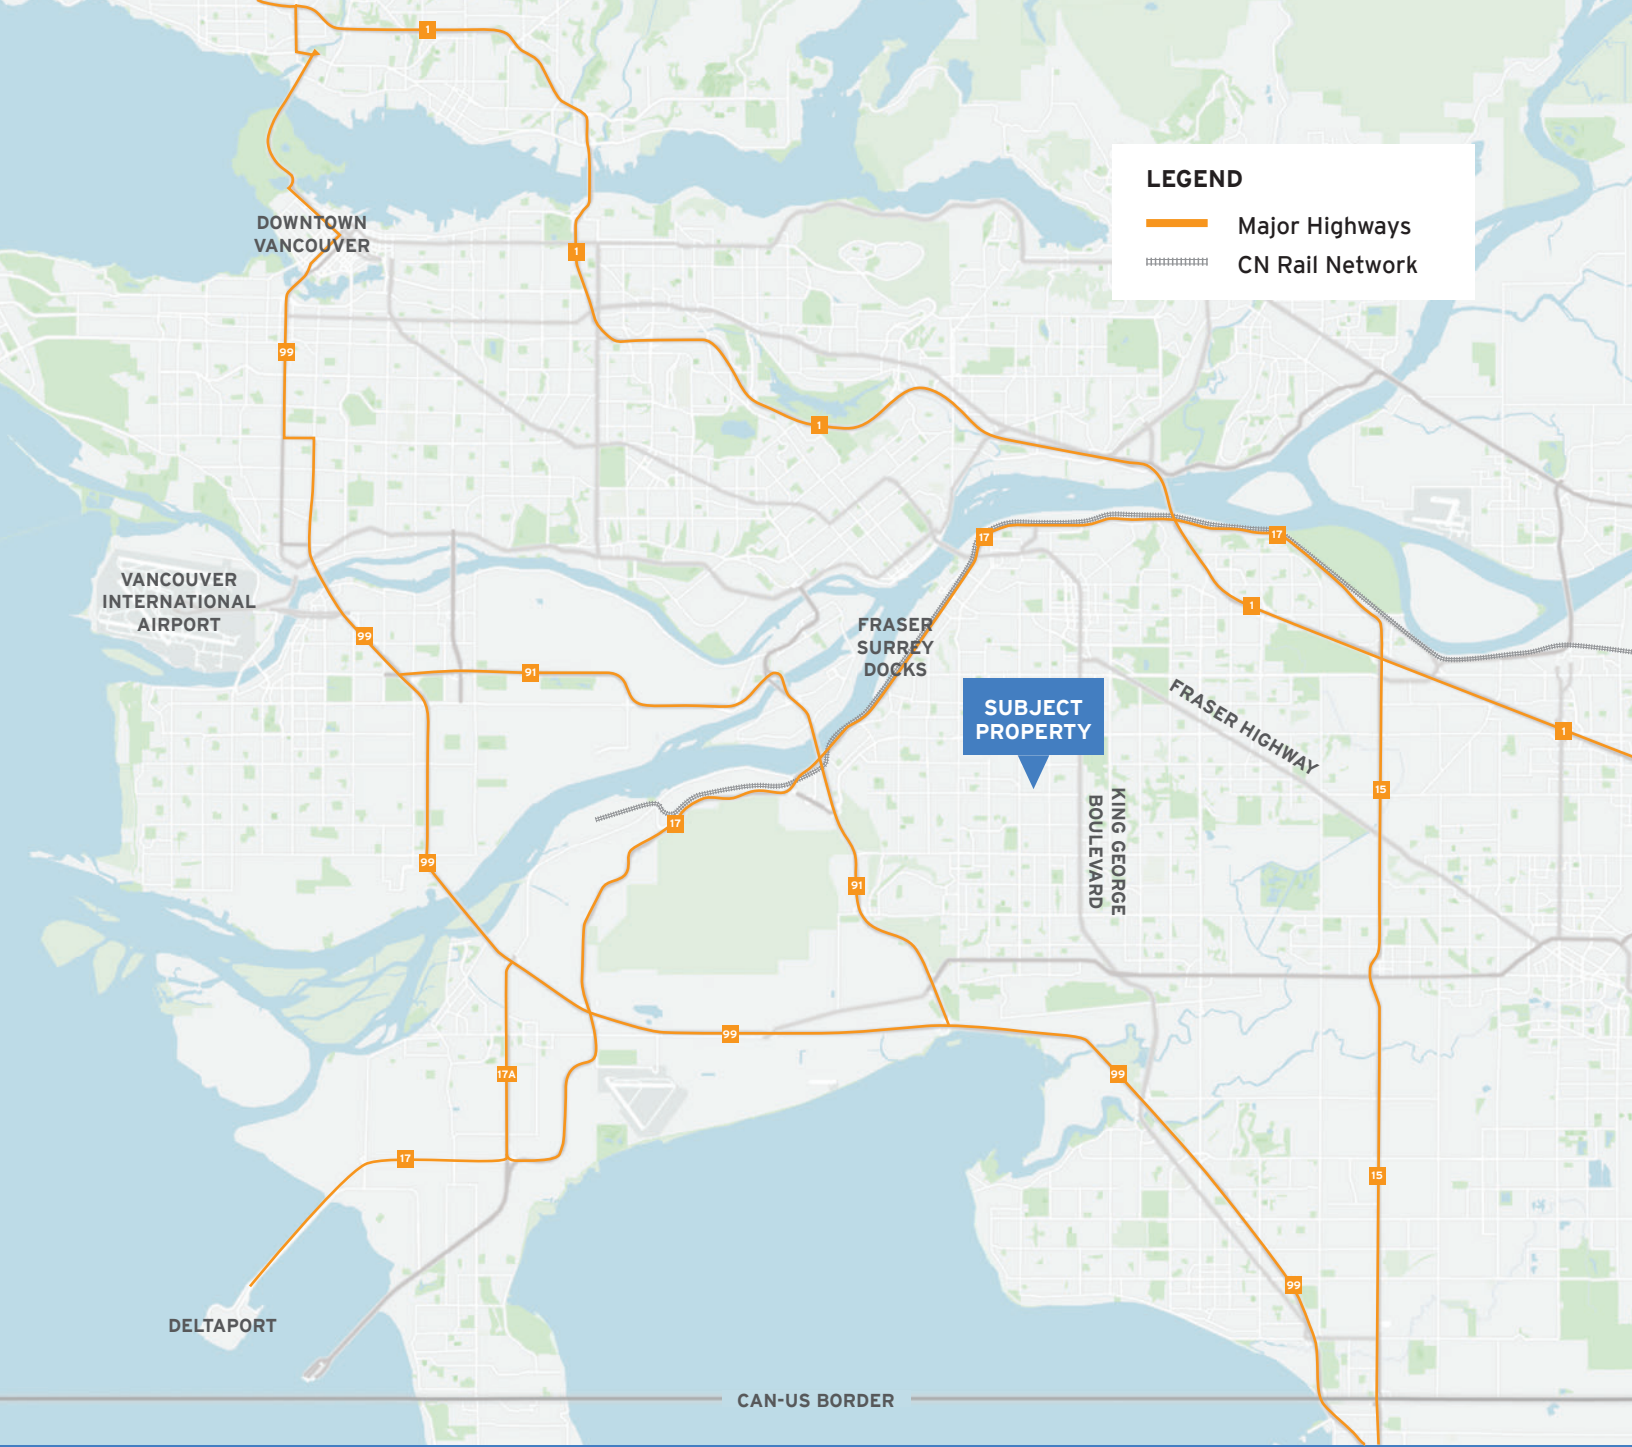 1
LEGEND
Major Highways
CN Rail Network
DOWNTOWN
VANCOUVER
1
99
1
17
17
VANCOUVER
INTERNATIONAL
AIRPORT
1
FRASER
SURREY
DOCKS
99
91
SUBJECT
PROPERTY
FRASER HIGHWAY
1
15
KING GEORGE
BOULEVARD
17
99
91
99
17A
99
17
15
99
DELTAPORT
CAN-US BORDER